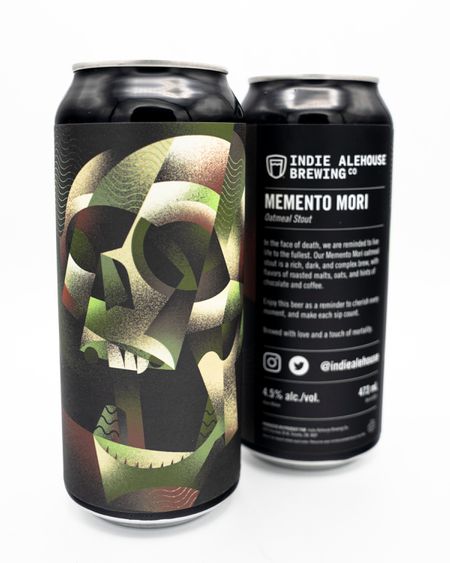 INDIE ALEHOUSE
BREWING CO
MEMENTO MORI
Oatmeal Stout
In the face of death, we are reminded to live
life to the fullest. Our Memento Mori oatmeal
stout is a rich, dark, and complex brew, with
flavors of roasted malts, oats, and hints of
chocolate and coffee.
Enjoy this beer as a reminder to cherish every
moment, and make each sip count.
Brewed with love and a touch of mortality.
@indiealehouse
4.9% alc./vol.
473 mL